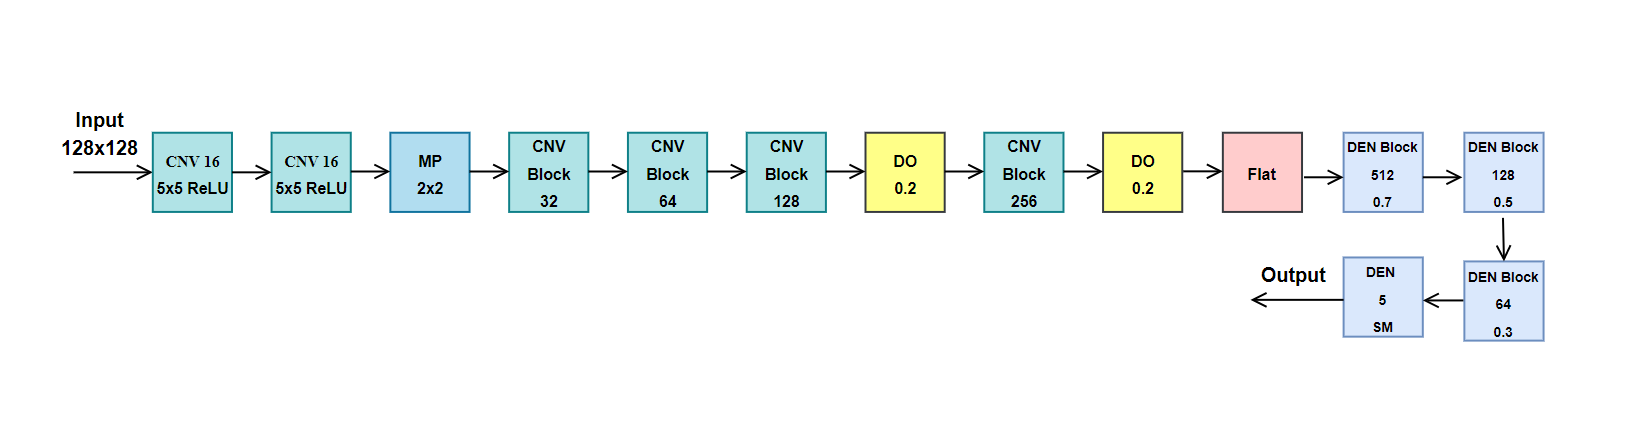 Input
128x128
CNV 16
5x5 ReLU
CNV 16
5x5 ReLU
MP
2x2
CNV
Block
32
CNV
Block
64
CNV
Block
128
DO
0.2
CNV
Block
256
DO
0.2
Flat
DEN Block
512
0.7
DEN Block
128
0.5
DEN Block
64
0.3
DEN
5
SM
Output